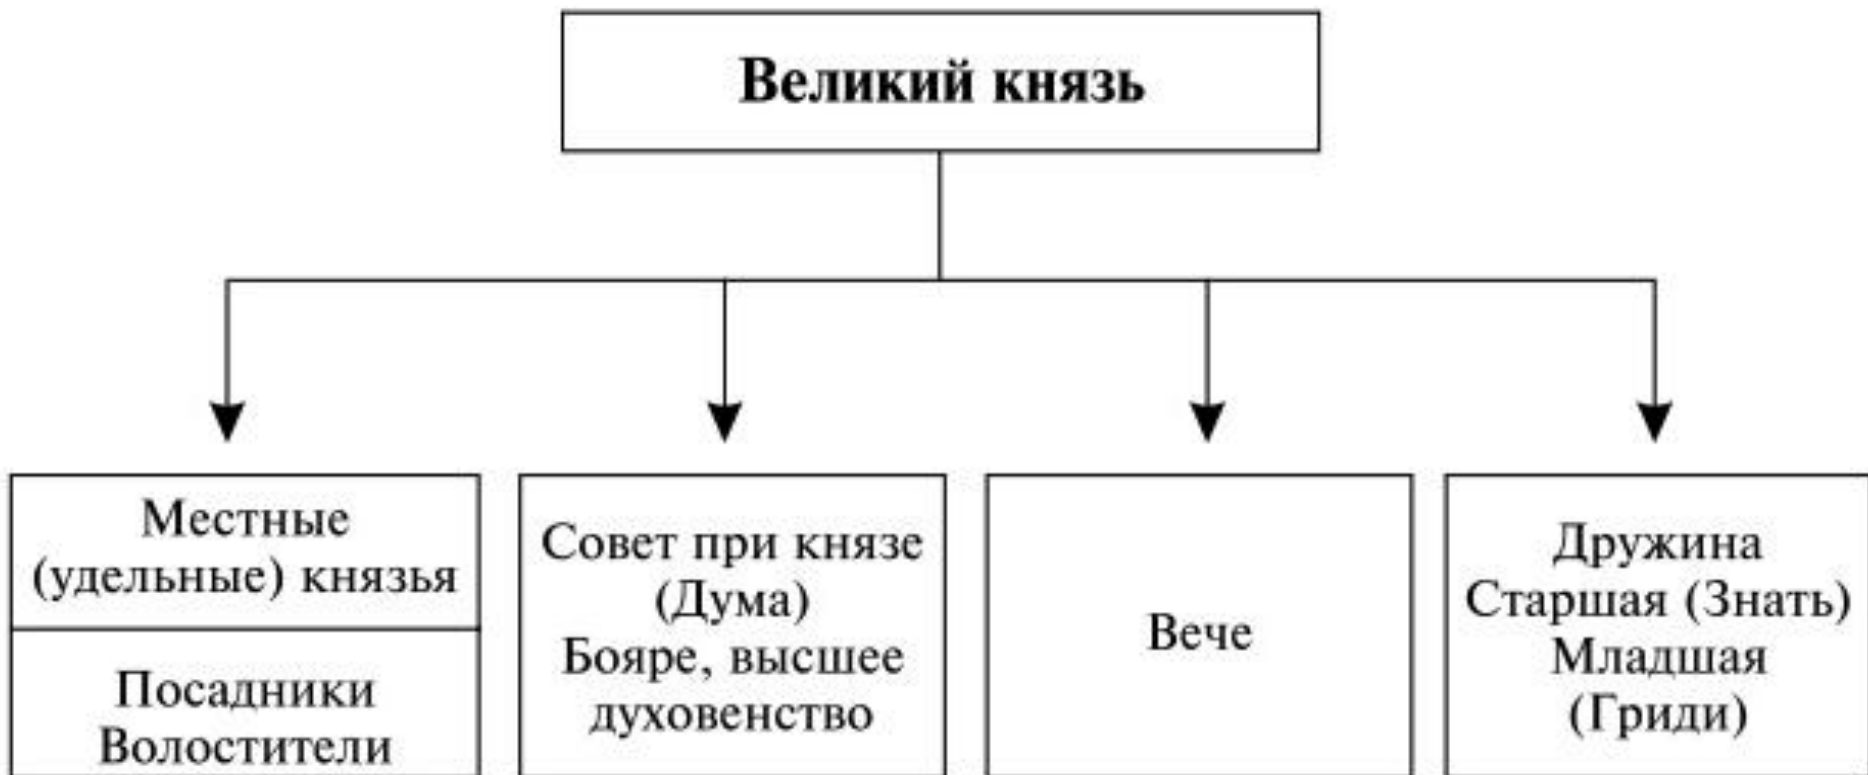 Великий князь
Местные
(удельные) князья
Посадники
Волостители
Совет при князе
(Дума)
Бояре, высшее
духовенство
Вече
Дружина
Старшая (Знать)
Младшая
(Гриди)